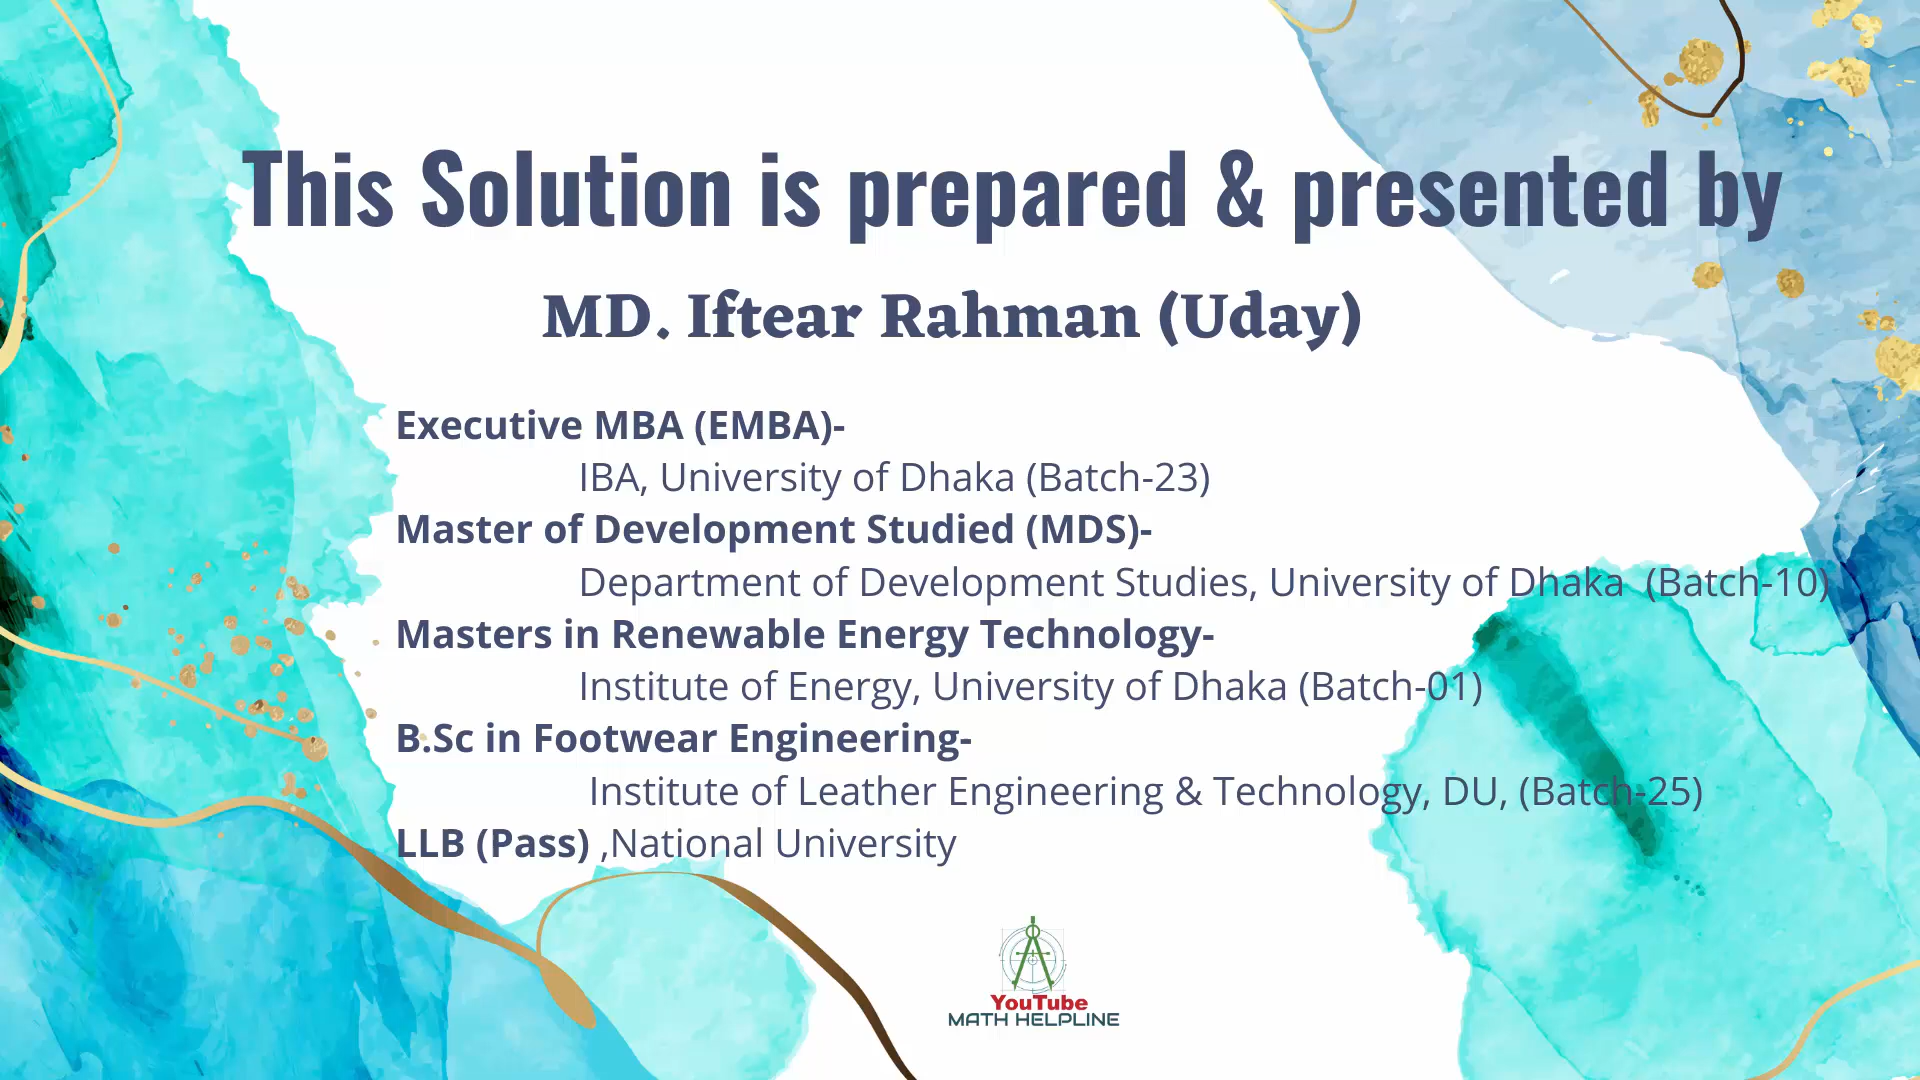 This Solution is prepared & presented by
MD. Iftear Rahman (Uday)
Executive MBA (EMBA)-
IBA, University of Dhaka (Batch-23)
Master of Development Studied (MDS)-
Department of Development Studies, University of Dhaka (Batch-10)
Masters in Renewable Energy Technology-
Institute of Energy, University of Dhaka (Batch-01)
B.Sc in Footwear Engineering-
Institute of Leather Engineering & Technology, DU, (Batch-25)
LLB (Pass) ,National University
YouTube
MATH HELPLINE